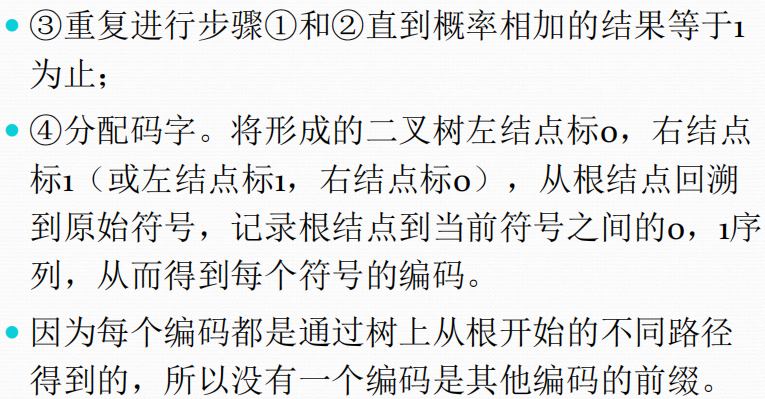 ③重复进行步骤①和②直到概率相加的结果等于1
为止；
④分配码字。将形成的二叉树左结点标0，右结点
标1（或左结点标1，右结点标0），从根结点回溯
到原始符号，记录根结点到当前符号之间的0，1序
列，从而得到每个符号的编码。
因为每个编码都是通过树上从根开始的不同路径
得到的，所以没有一个编码是其他编码的前缀。